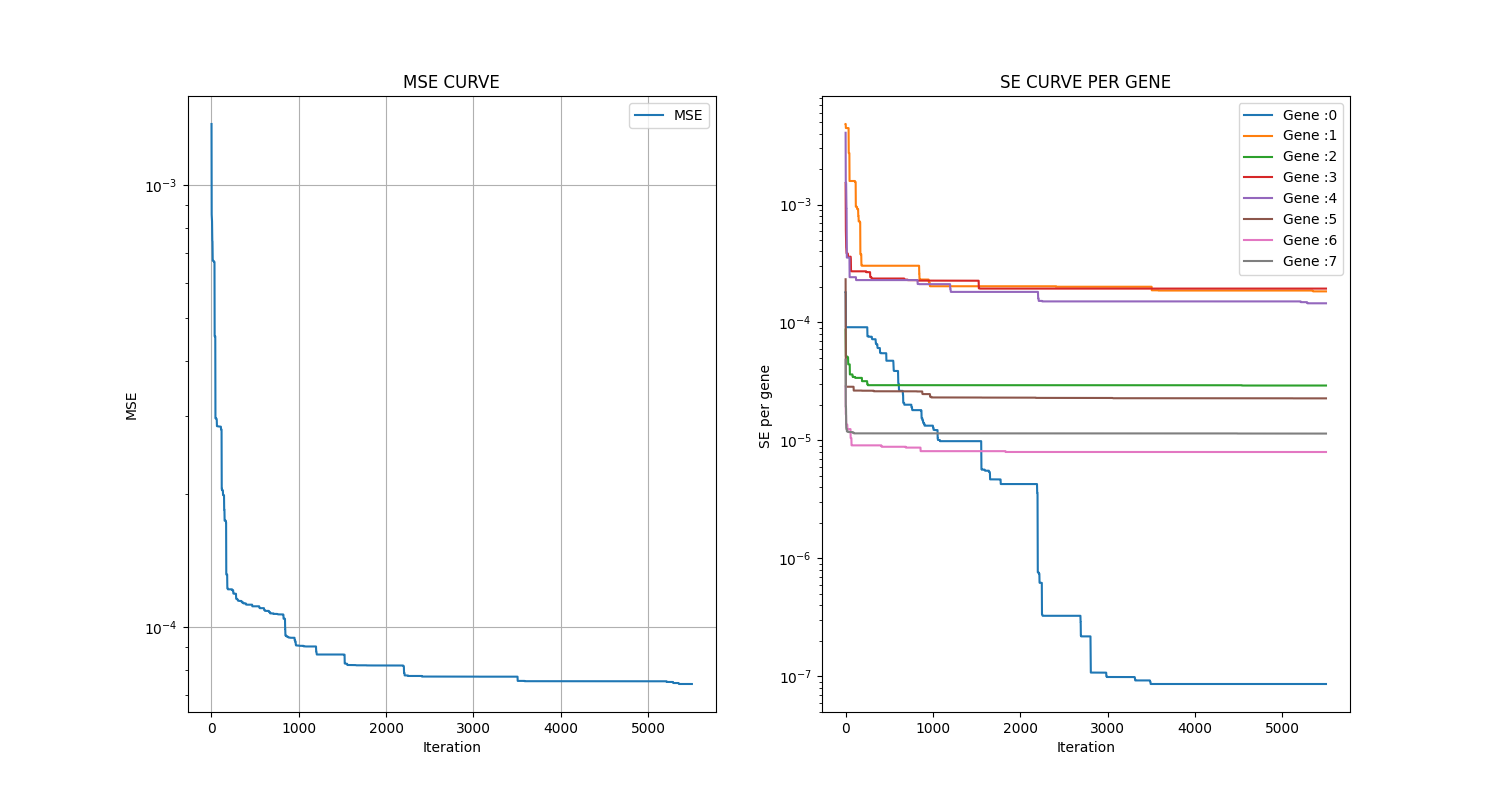 MSE CURVE
MSE
10⁻³
10⁻⁴
MSE
0 1000 2000 3000 4000 5000
Iteration
SE CURVE PER GENE
Gene :0
Gene :1
Gene :2
Gene :3
Gene :4
Gene :5
Gene :6
Gene :7
10⁻³
10⁻⁴
10⁻⁵
10⁻⁶
10⁻⁷
SE per gene
0 1000 2000 3000 4000 5000
Iteration